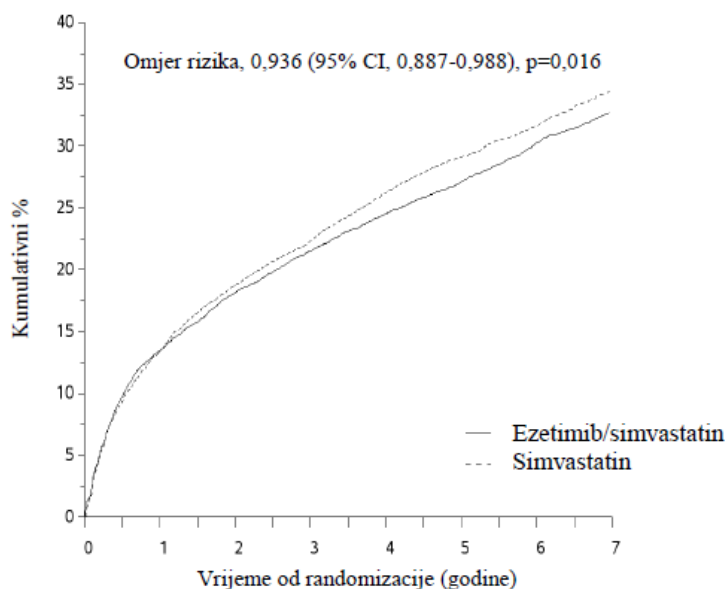 40
Omjer rizika, 0,936 (95% CI, 0,887-0,988), p=0,016
35
30
25
20
15
10
5
0
Kumulativni %
Ezetimib/simvastatin
Simvastatin
0 1 2 3 4 5 6 7
Vrijeme od randomizacije (godine)